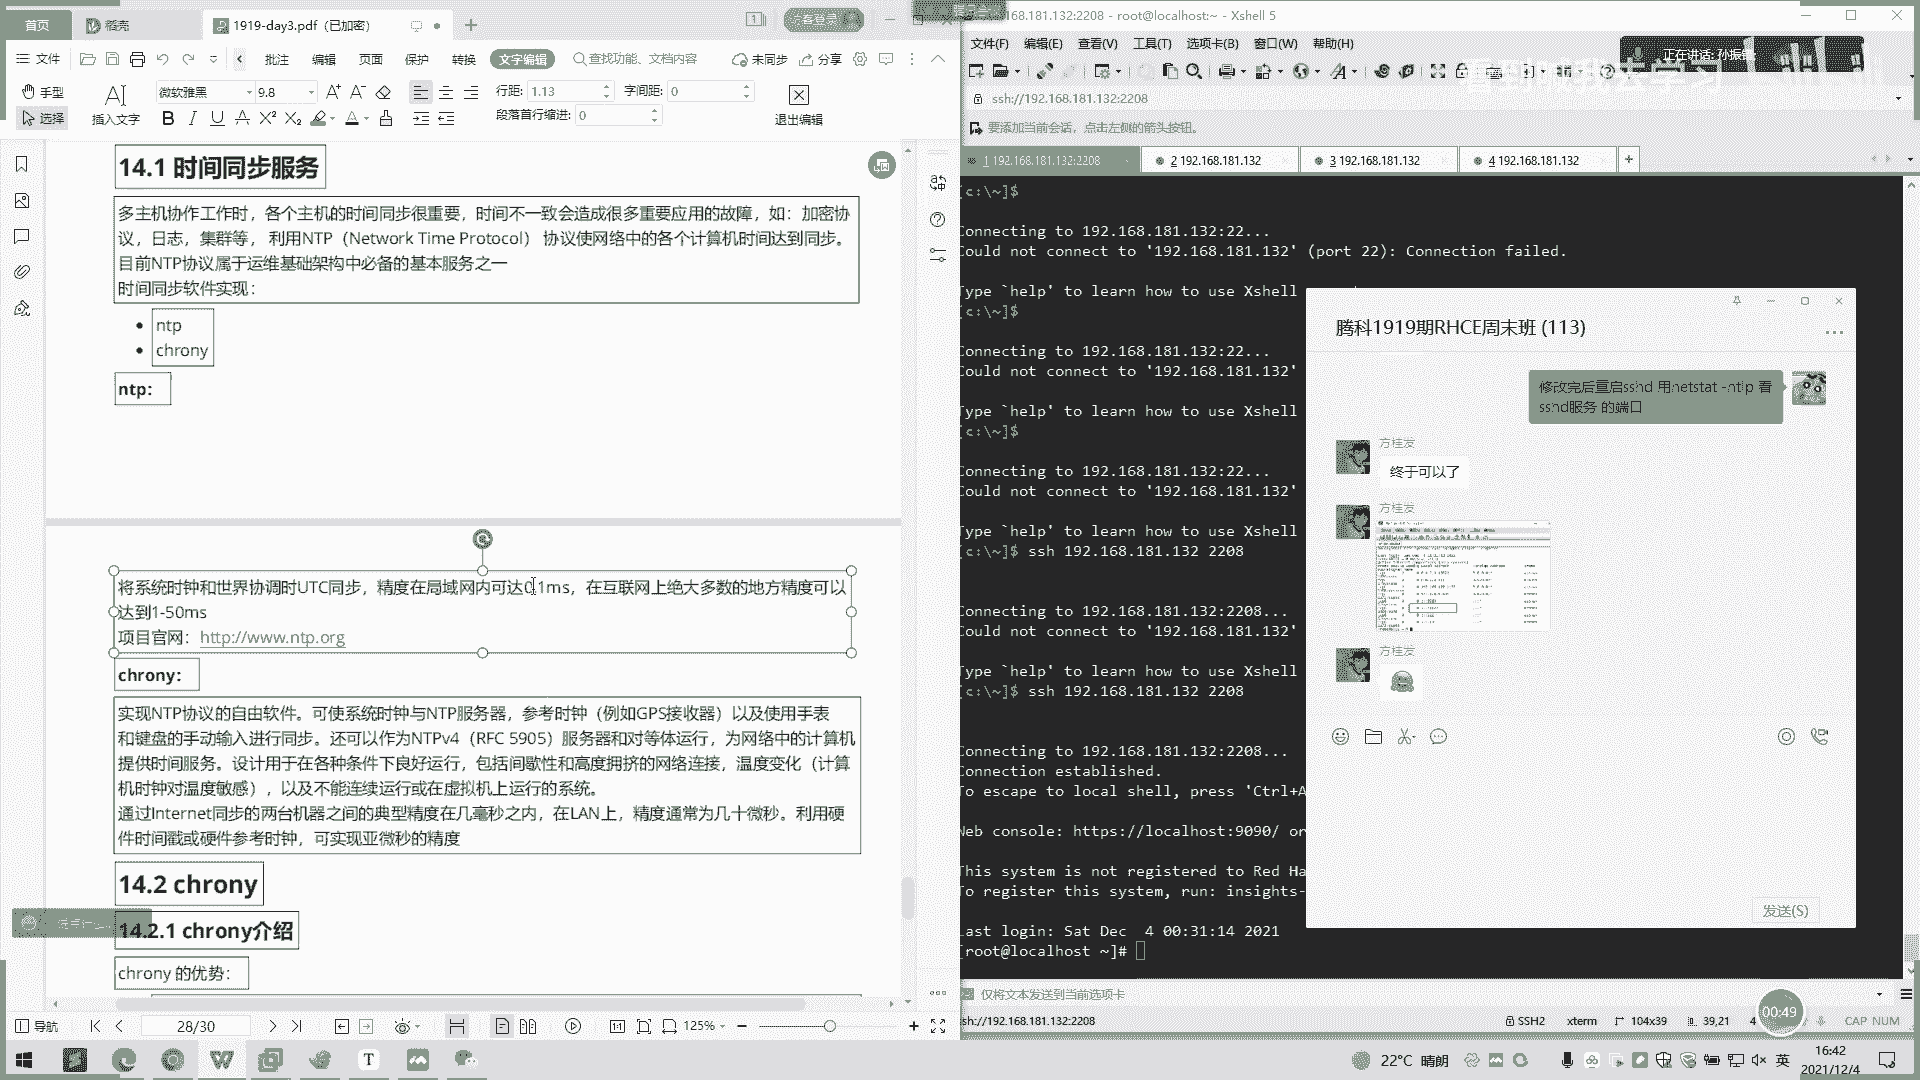 首页
稻壳
1919-day3.pdf（已加密）
访客登录
文件
批注
编辑
页面
保护
转换
文字编辑
查找功能、文档内容
未同步
分享
手型
选择
插入文字
微软雅黑
9.8
行距: 1.13
字间距: 0
段落首行缩进: 0
退出编辑
14.1 时间同步服务
多主机协作工作时，各个主机的时间同步很重要，时间不一致会造成很多重要应用的故障，如：加密协
议，日志，集群等， 利用NTP（Network Time Protocol） 协议使网络中的各个计算机时间达到同步。
目前NTP协议属于运维基础架构中必备的基本服务之一
时间同步软件实现：
ntp
chrony
ntp:
将系统时钟和世界协调时UTC同步，精度在局域网内可达0.1ms，在互联网上绝大多数的地方精度可以
达到1-50ms
项目官网：http://www.ntp.org
chrony:
实现NTP协议的自由软件。可使系统时钟与NTP服务器，参考时钟（例如GPS接收器）以及使用手表
和键盘的手动输入进行同步。还可以作为NTPv4（RFC 5905）服务器和对等体运行，为网络中的计算机
提供时间服务。设计用于在各种条件下良好运行，包括间歇性和高度拥挤的网络连接，温度变化（计算
机时钟对温度敏感），以及不能连续运行或在虚拟机上运行的系统。
通过Internet同步的两台机器之间的典型精度在几毫秒之内，在LAN上，精度通常为几十微秒。利用硬
件时间戳或硬件参考时钟，可实现亚微秒的精度
14.2 chrony
14.2.1 chrony介绍
chrony 的优势：
导航
28/30
125%
168.181.132:2208 - root@localhost:~ - Xshell 5
文件(F) 编辑(E) 查看(V) 工具(T) 选项卡(B) 窗口(W) 帮助(H)
正在讲话: 孙振
看到时我去学习
ssh://192.168.181.132:2208
要添加当前会话，点击左侧的箭头按钮。
1 192.168.181.132:2208
2 192.168.181.132
3 192.168.181.132
4 192.168.181.132
[c:\~]$
Connecting to 192.168.181.132:22...
Could not connect to '192.168.181.132' (port 22): Connection failed.
Type `help' to learn how to use Xshell
[c:\~]$
Connecting to 192.168.181.132:22...
Could not connect to '192.168.181.132'
Type `help' to learn how to use Xshell
[c:\~]$
Connecting to 192.168.181.132:22...
Could not connect to '192.168.181.132'
Type `help' to learn how to use Xshell
[c:\~]$ ssh 192.168.181.132 2208
Connecting to 192.168.181.132:2208...
Could not connect to '192.168.181.132'
Type `help' to learn how to use Xshell
[c:\~]$ ssh 192.168.181.132 2208
Connecting to 192.168.181.132:2208...
Connection established.
To escape to local shell, press 'Ctrl+A
Web console: https://localhost:9090/ or
This system is not registered to Red Ha
To register this system, run: insights-
Last login: Sat Dec  4 00:31:14 2021
[root@localhost ~]#
腾科1919期RHCE周末班 (113)
修改完后重启sshd 用netstat -ntlp 看
sshd服务 的端口
方桂发
终于可以了
方桂发
方桂发
发送(S)
仅将文本发送到当前选项卡
ssh://192.168.181.132:2208
SSH2
xterm
104x39
39,21
4
00:49
CAP NUM
22°C 晴朗
英
16:42
2021/12/4